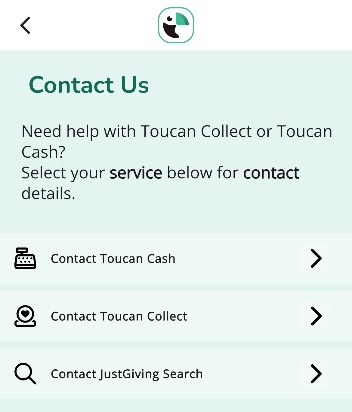 Contact Us
Need help with Toucan Collect or Toucan
Cash?
Select your service below for contact
details.
Contact Toucan Cash
Contact Toucan Collect
Contact JustGiving Search